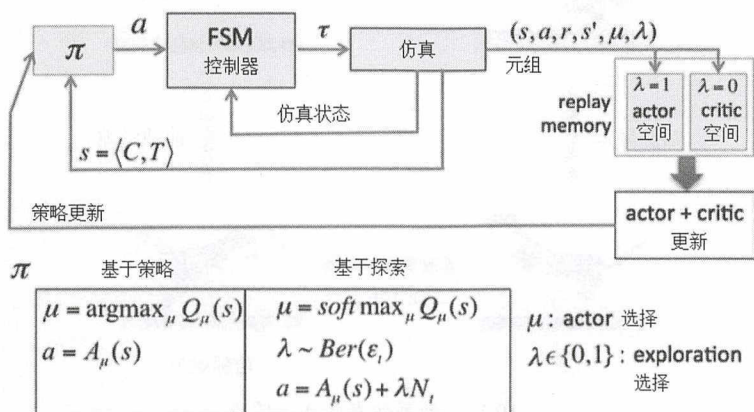 π
a
FSM
控制器
τ
仿真
(s, a, r, s', μ, λ)
元组
replay
memory
λ=1
actor
空间
λ=0
critic
空间
仿真状态
s = ⟨C,T⟩
策略更新
actor + critic
更新
π
基于策略
基于探索
μ = argmax_μ Q_μ(s)
a = A_μ(s)
μ = soft max_μ Q_μ(s)
λ ~ Ber(ε_t)
a = A_μ(s) + λN_t
μ: actor 选择
λϵ{0,1}: exploration
选择